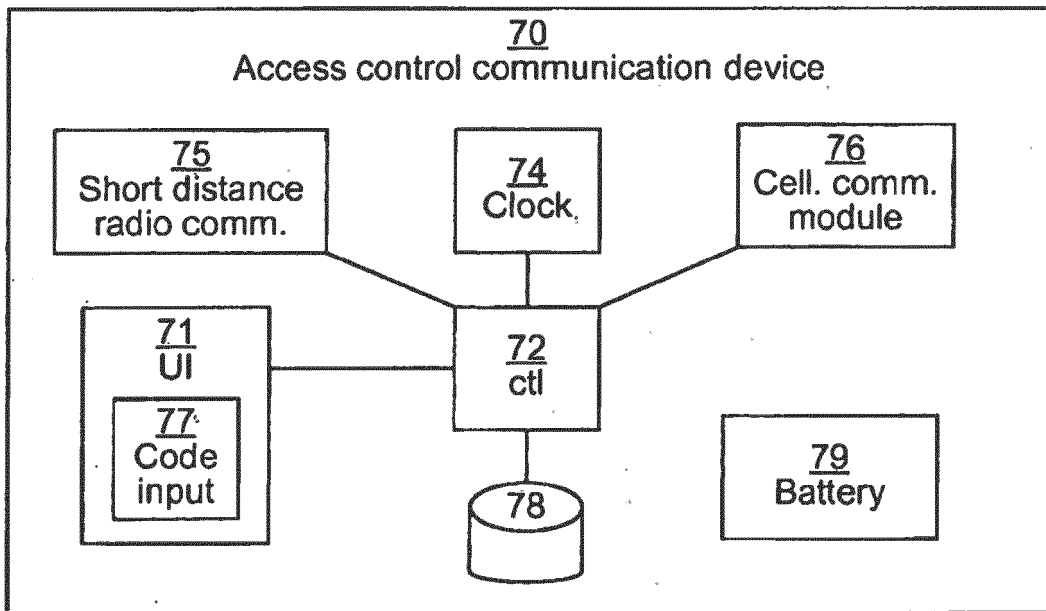 70
Access control communication device
75
Short distance
radio comm.
74
Clock
76
Cell. comm.
module
71
UI
77
Code
input
72
ctl
78
79
Battery